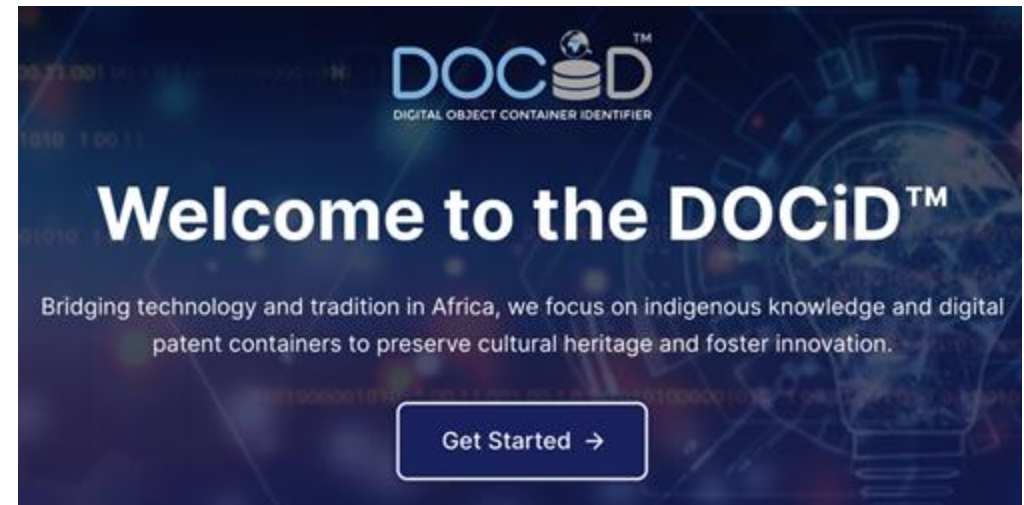 DOCiD™
DIGITAL OBJECT CONTAINER IDENTIFIER
Welcome to the DOCiD™
Bridging technology and tradition in Africa, we focus on indigenous knowledge and digital
patent containers to preserve cultural heritage and foster innovation.
Get Started →